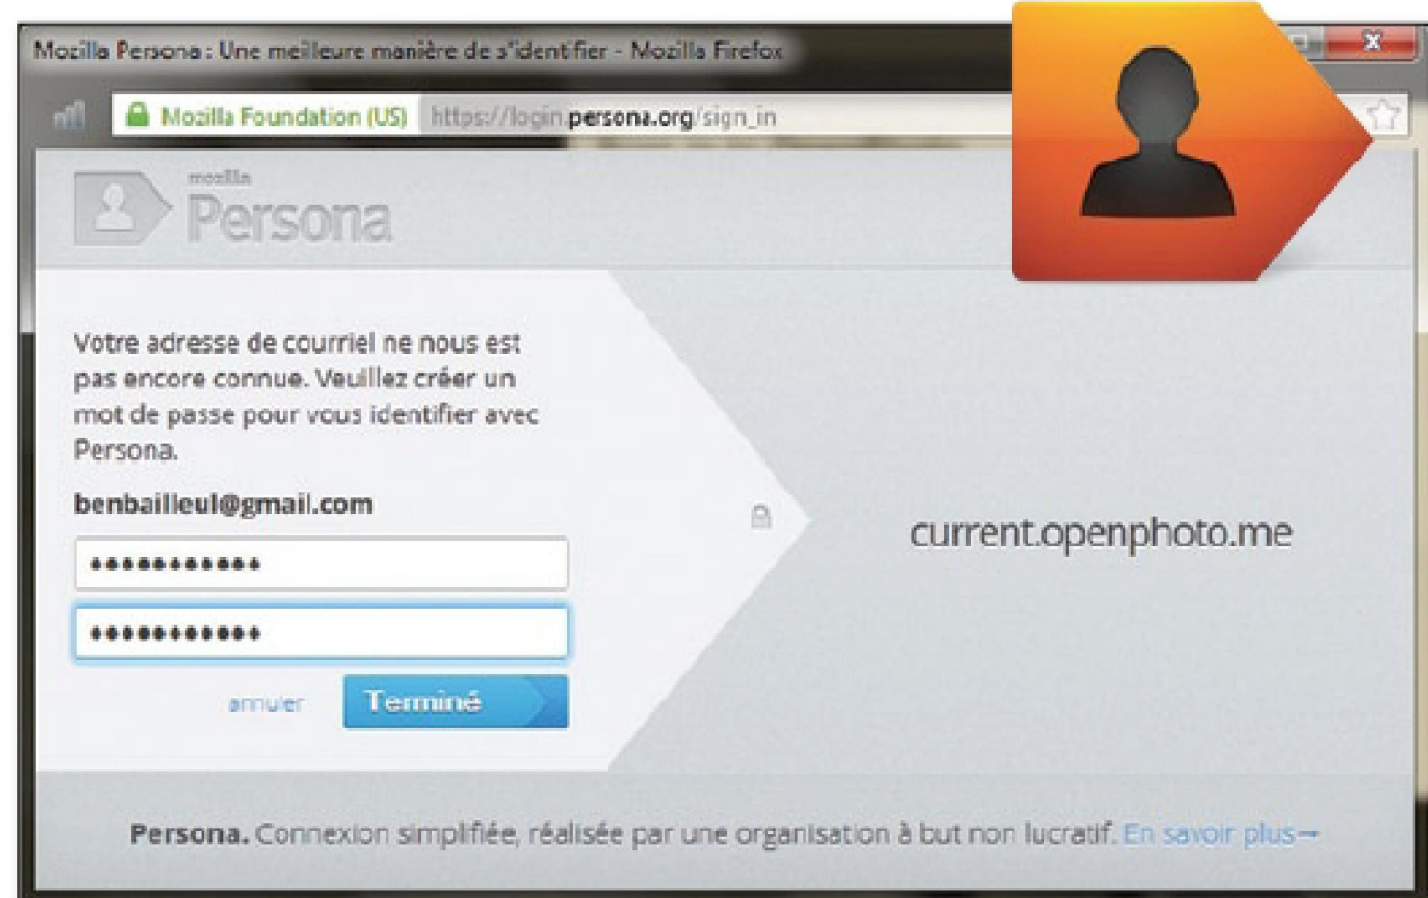 Mozilla Persona : Une meilleure manière de s'identifier - Mozilla Firefox
Mozilla Foundation (US) https://login.persona.org/sign_in
mozilla
Persona
Votre adresse de courriel ne nous est
pas encore connue. Veuillez créer un
mot de passe pour vous identifier avec
Persona.
benbailleul@gmail.com
annuler Terminé
current.openphoto.me
Persona. Connexion simplifiée, réalisée par une organisation à but non lucratif. En savoir plus→